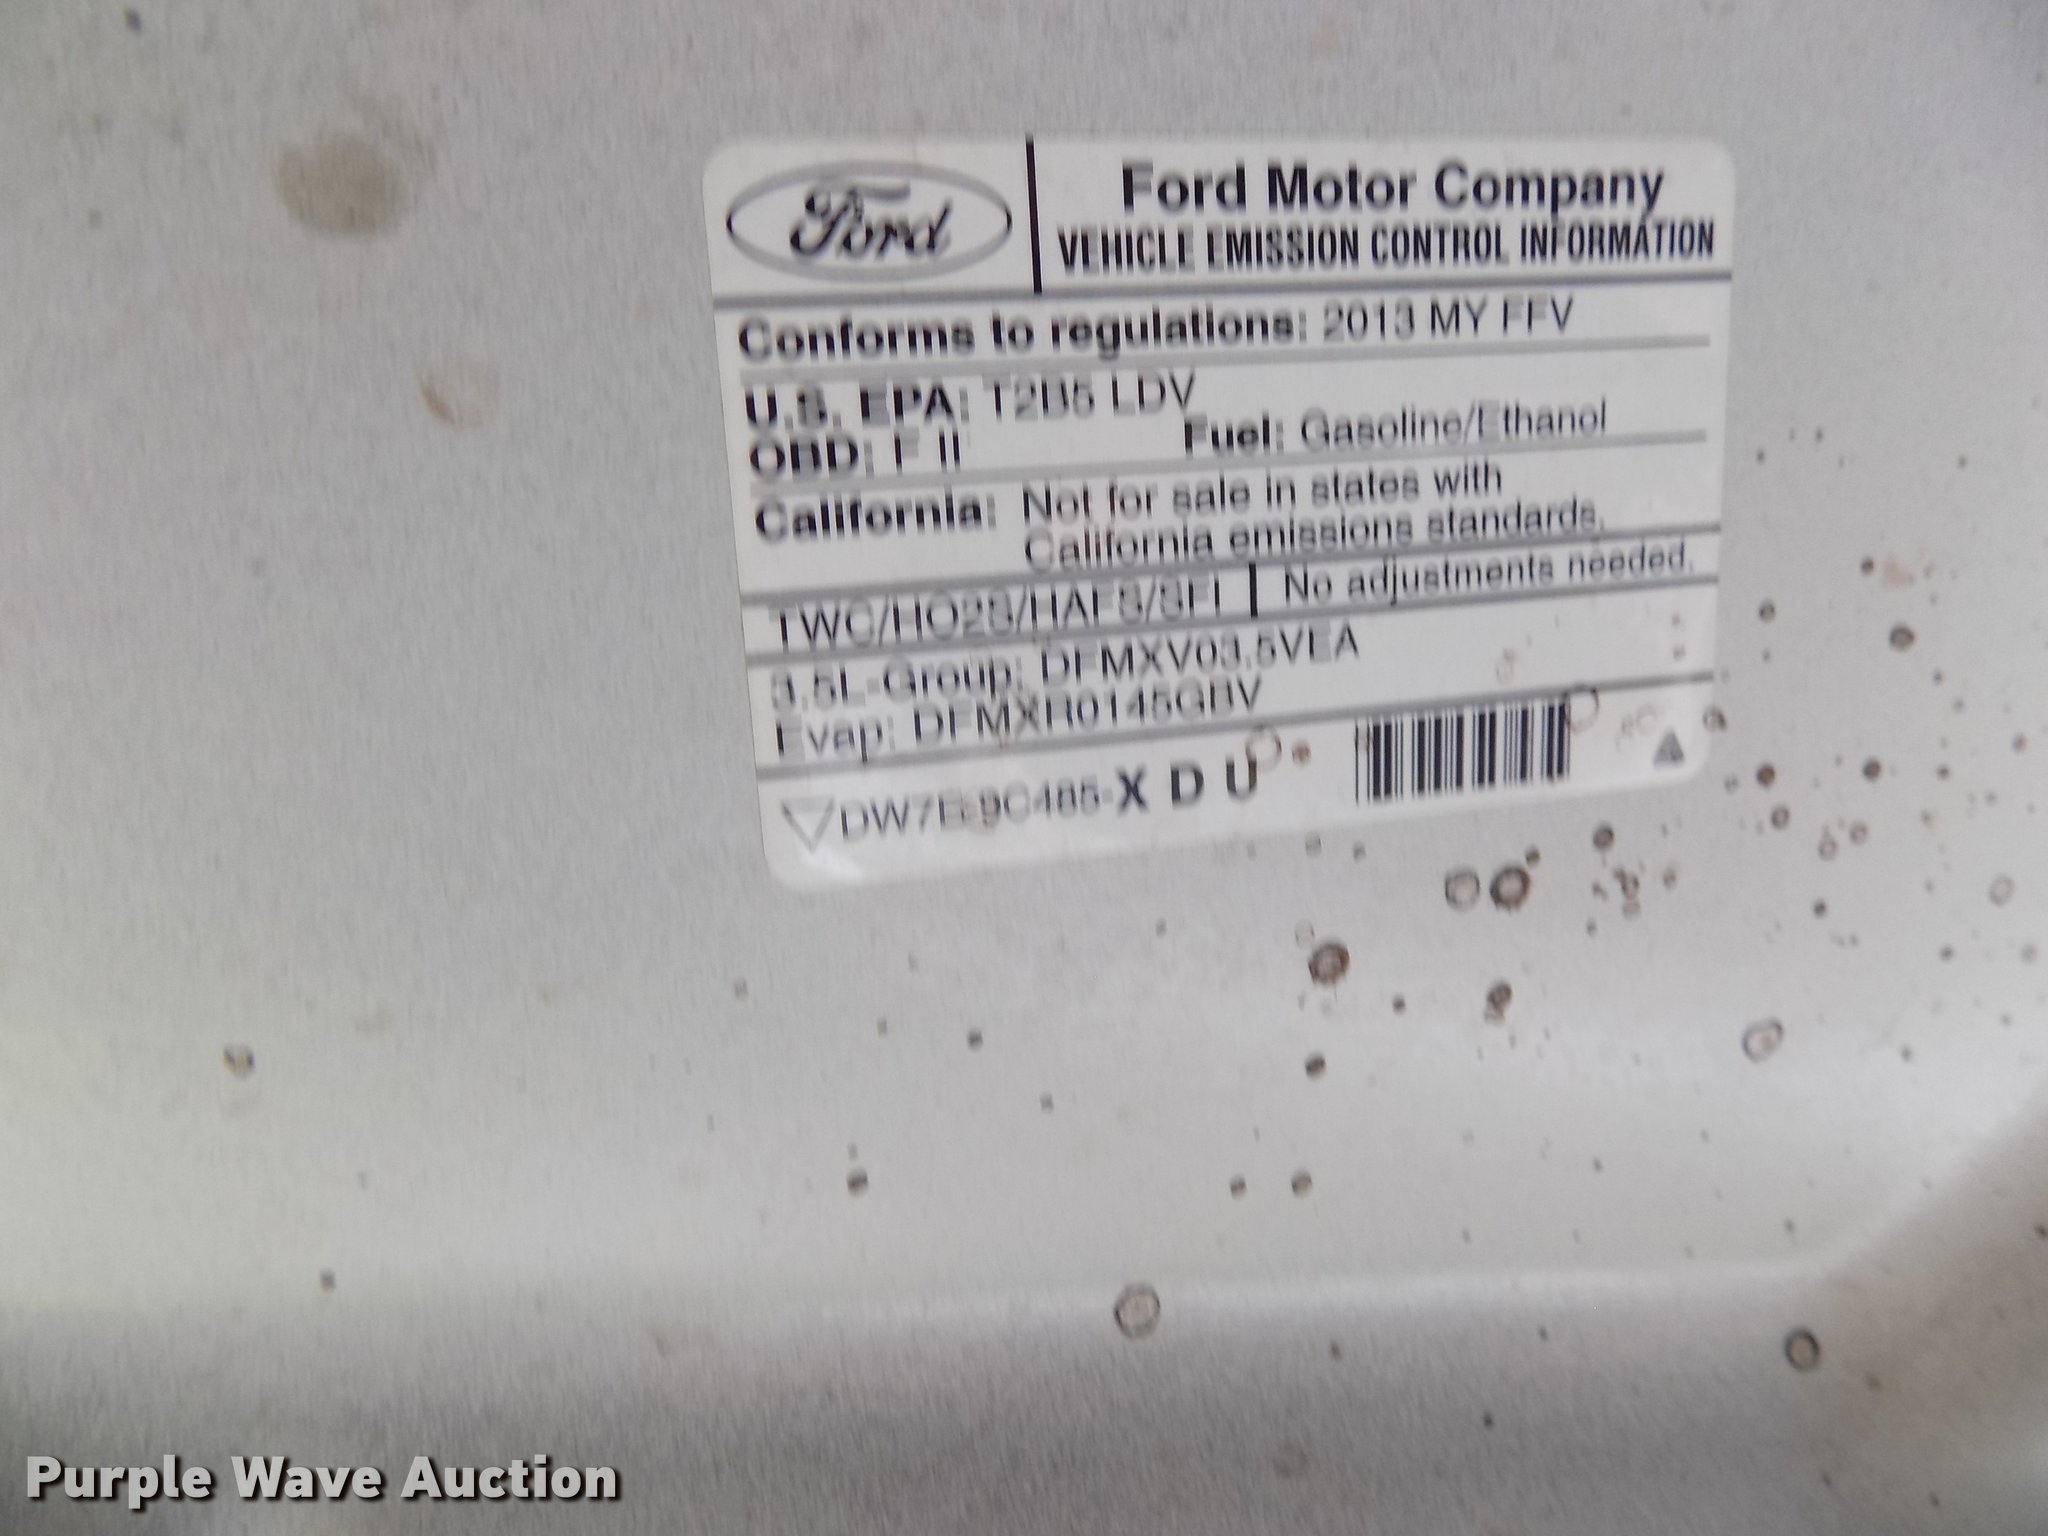 Ford
Ford Motor Company
VEHICLE EMISSION CONTROL INFORMATION
Conforms to regulations: 2013 MY FFV
U.S. EPA: T2B5 LDV
OBD: F II Fuel: Gasoline/Ethanol
California: Not for sale in states with
California emissions standards.
TWC/HO2S/HAFS/SFI No adjustments needed.
3.5L-Group: DFMXV03.5VEA
Evap: DFMXR0145GBV
DW7E-9C485-X D U
Purple Wave Auction